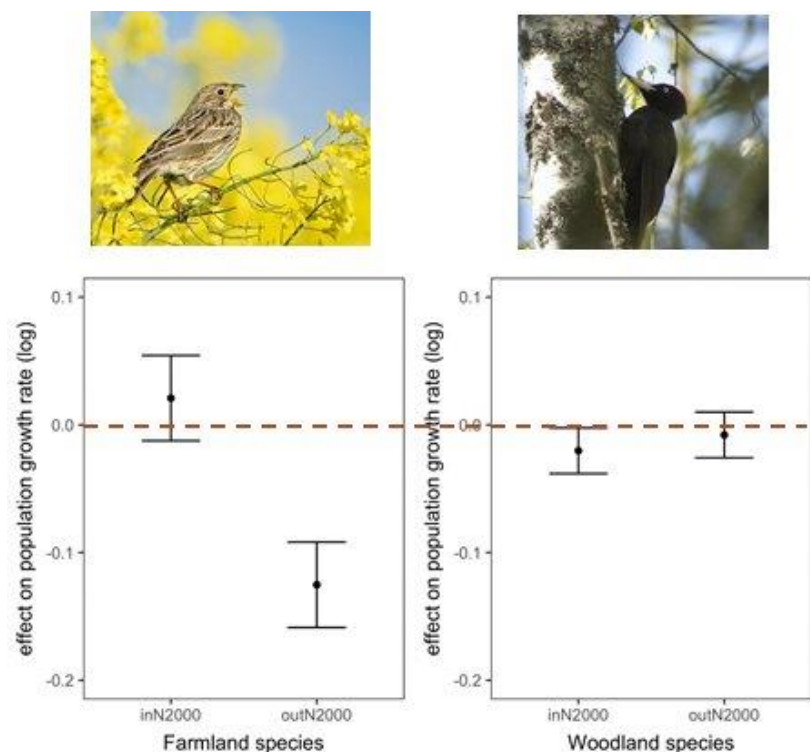 effect on population growth rate (log)
0.1
0.0
-0.1
-0.2
inN2000 outN2000
Farmland species
effect on population growth rate (log)
0.1
0.0
-0.1
-0.2
inN2000 outN2000
Woodland species